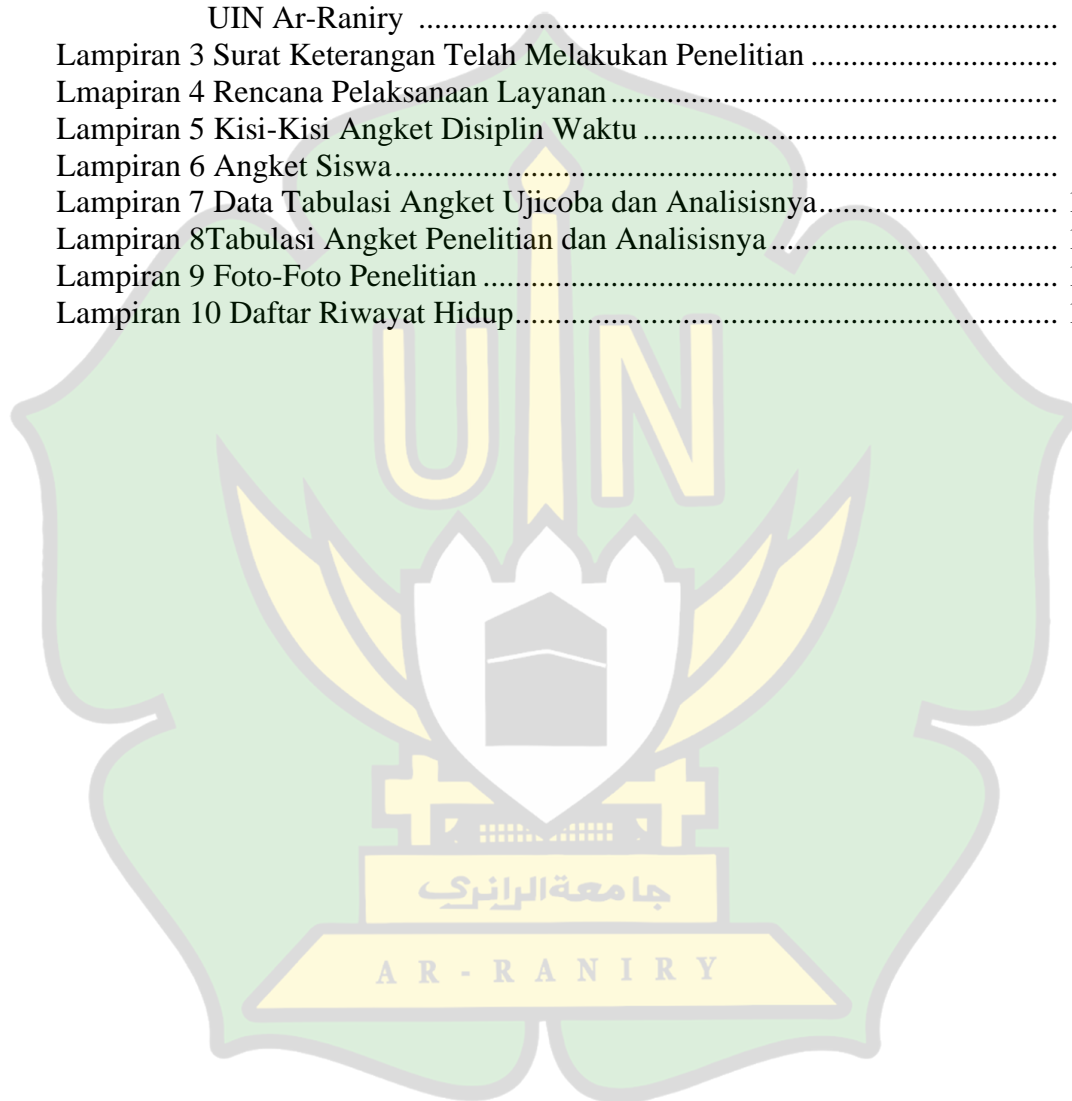 UIN Ar-Raniry ................................................................................
Lampiran 3 Surat Keterangan Telah Melakukan Penelitian ...............................
Lmapiran 4 Rencana Pelaksanaan Layanan ........................................................
Lampiran 5 Kisi-Kisi Angket Disiplin Waktu ....................................................
Lampiran 6 Angket Siswa...................................................................................
Lampiran 7 Data Tabulasi Angket Ujicoba dan Analisisnya..............................
Lampiran 8Tabulasi Angket Penelitian dan Analisisnya ....................................
Lampiran 9 Foto-Foto Penelitian ........................................................................
Lampiran 10 Daftar Riwayat Hidup....................................................................
UIN
جامعةالرانري
AR-RANIRY